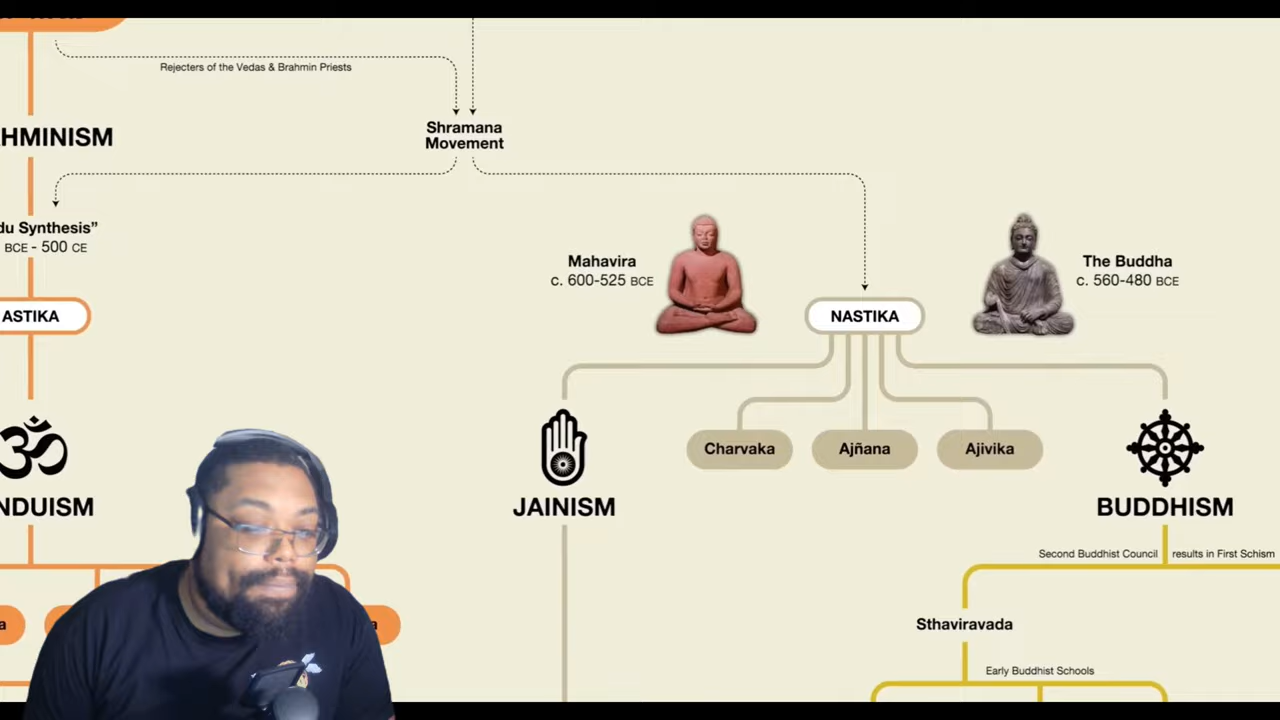 Rejecters of the Vedas & Brahmin Priests
HMINISM
Shramana
Movement
du Synthesis”
BCE - 500 CE
Mahavira
c. 600-525 BCE
The Buddha
c. 560-480 BCE
ASTIKA
NASTIKA
Charvaka
Ajñana
Ajivika
NDUISM
JAINISM
BUDDHISM
Second Buddhist Council
results in First Schism
a
a
Sthaviravada
Early Buddhist Schools